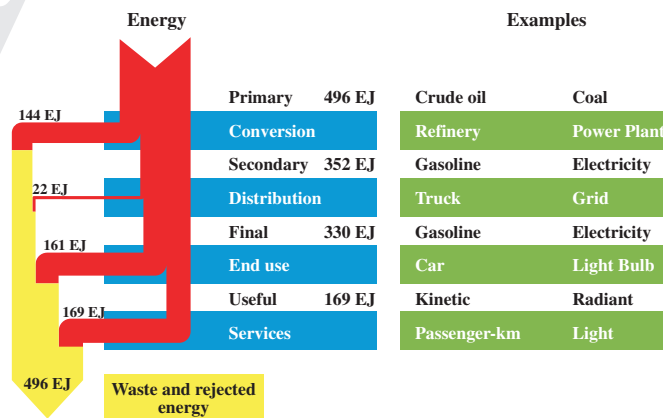 Energy Examples
Primary 496 EJ Crude oil Coal
144 EJ
Conversion Refinery Power Plant
Secondary 352 EJ Gasoline Electricity
22 EJ
Distribution Truck Grid
Final 330 EJ Gasoline Electricity
161 EJ
End use Car Light Bulb
Useful 169 EJ Kinetic Radiant
169 EJ
Services Passenger-km Light
496 EJ
Waste and rejected
energy